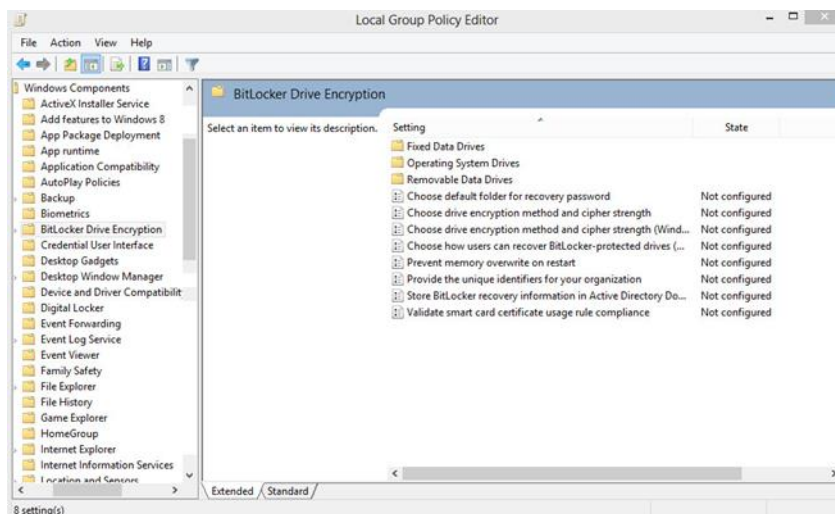 Local Group Policy Editor
File Action View Help
Windows Components
ActiveX Installer Service
Add features to Windows 8
App Package Deployment
App runtime
Application Compatibility
AutoPlay Policies
Backup
Biometrics
BitLocker Drive Encryption
Credential User Interface
Desktop Gadgets
Desktop Window Manager
Device and Driver Compatibilit
Digital Locker
Event Forwarding
Event Log Service
Event Viewer
Family Safety
File Explorer
File History
Game Explorer
HomeGroup
Internet Explorer
Internet Information Services
Location and Sensors
BitLocker Drive Encryption
Select an item to view its description.
Setting State
Fixed Data Drives
Operating System Drives
Removable Data Drives
Choose default folder for recovery password Not configured
Choose drive encryption method and cipher strength Not configured
Choose drive encryption method and cipher strength (Wind... Not configured
Choose how users can recover BitLocker-protected drives (... Not configured
Prevent memory overwrite on restart Not configured
Provide the unique identifiers for your organization Not configured
Store BitLocker recovery information in Active Directory Do... Not configured
Validate smart card certificate usage rule compliance Not configured
Extended Standard
8 setting(s)